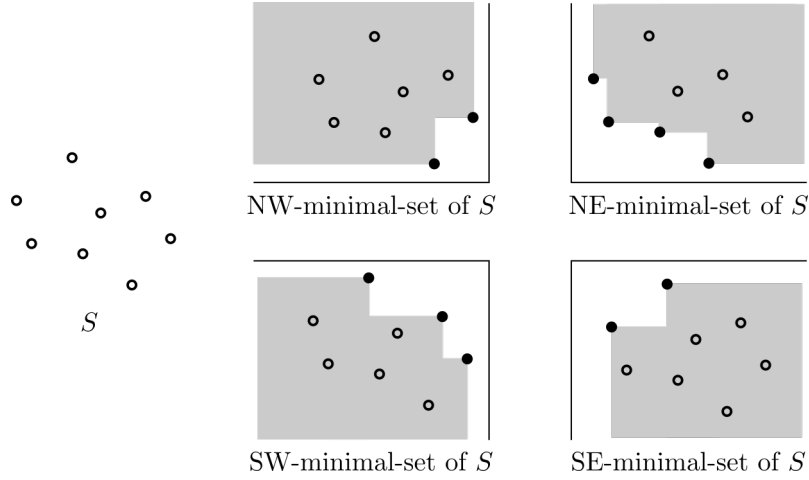 NW-minimal-set of S
NE-minimal-set of S
S
SW-minimal-set of S
SE-minimal-set of S